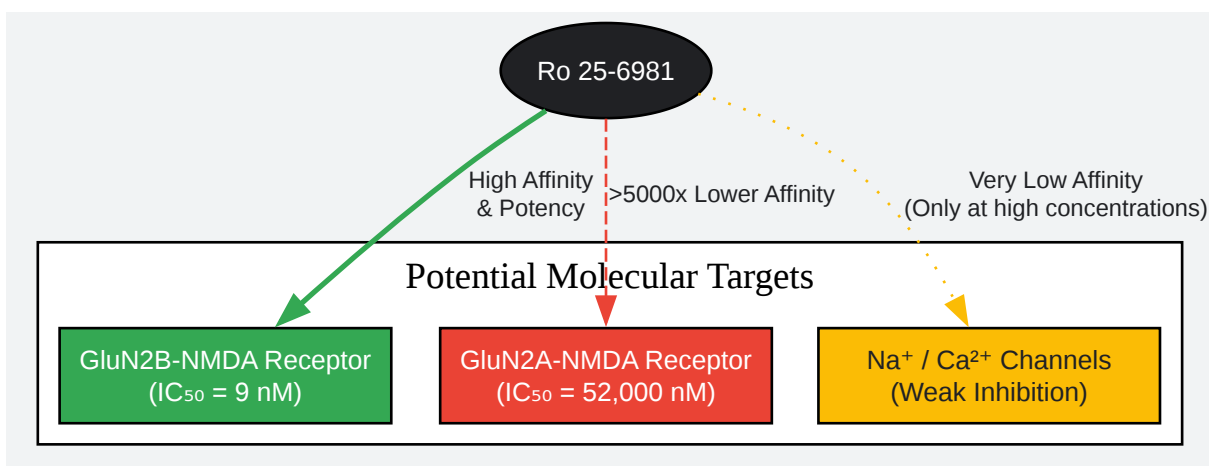 Ro 25-6981
High Affinity
& Potency
>5000x Lower Affinity
Very Low Affinity
(Only at high concentrations)
Potential Molecular Targets
GluN2B-NMDA Receptor
(IC₅₀ = 9 nM)
GluN2A-NMDA Receptor
(IC₅₀ = 52,000 nM)
Na⁺ / Ca²⁺ Channels
(Weak Inhibition)